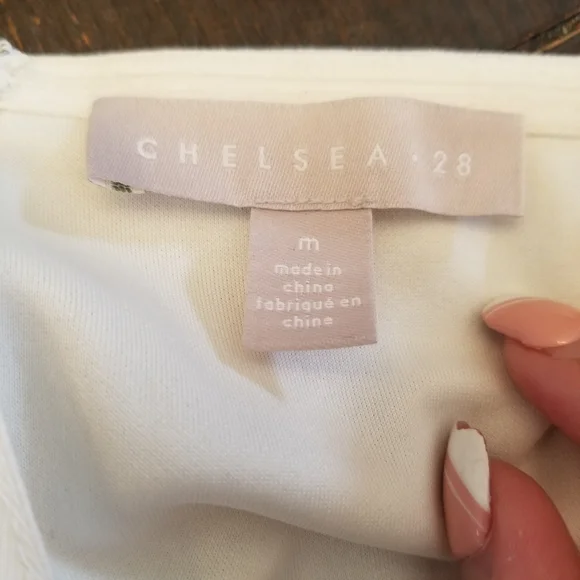 CHELSEA · 28
m
made in
china
fabriqué en
chine